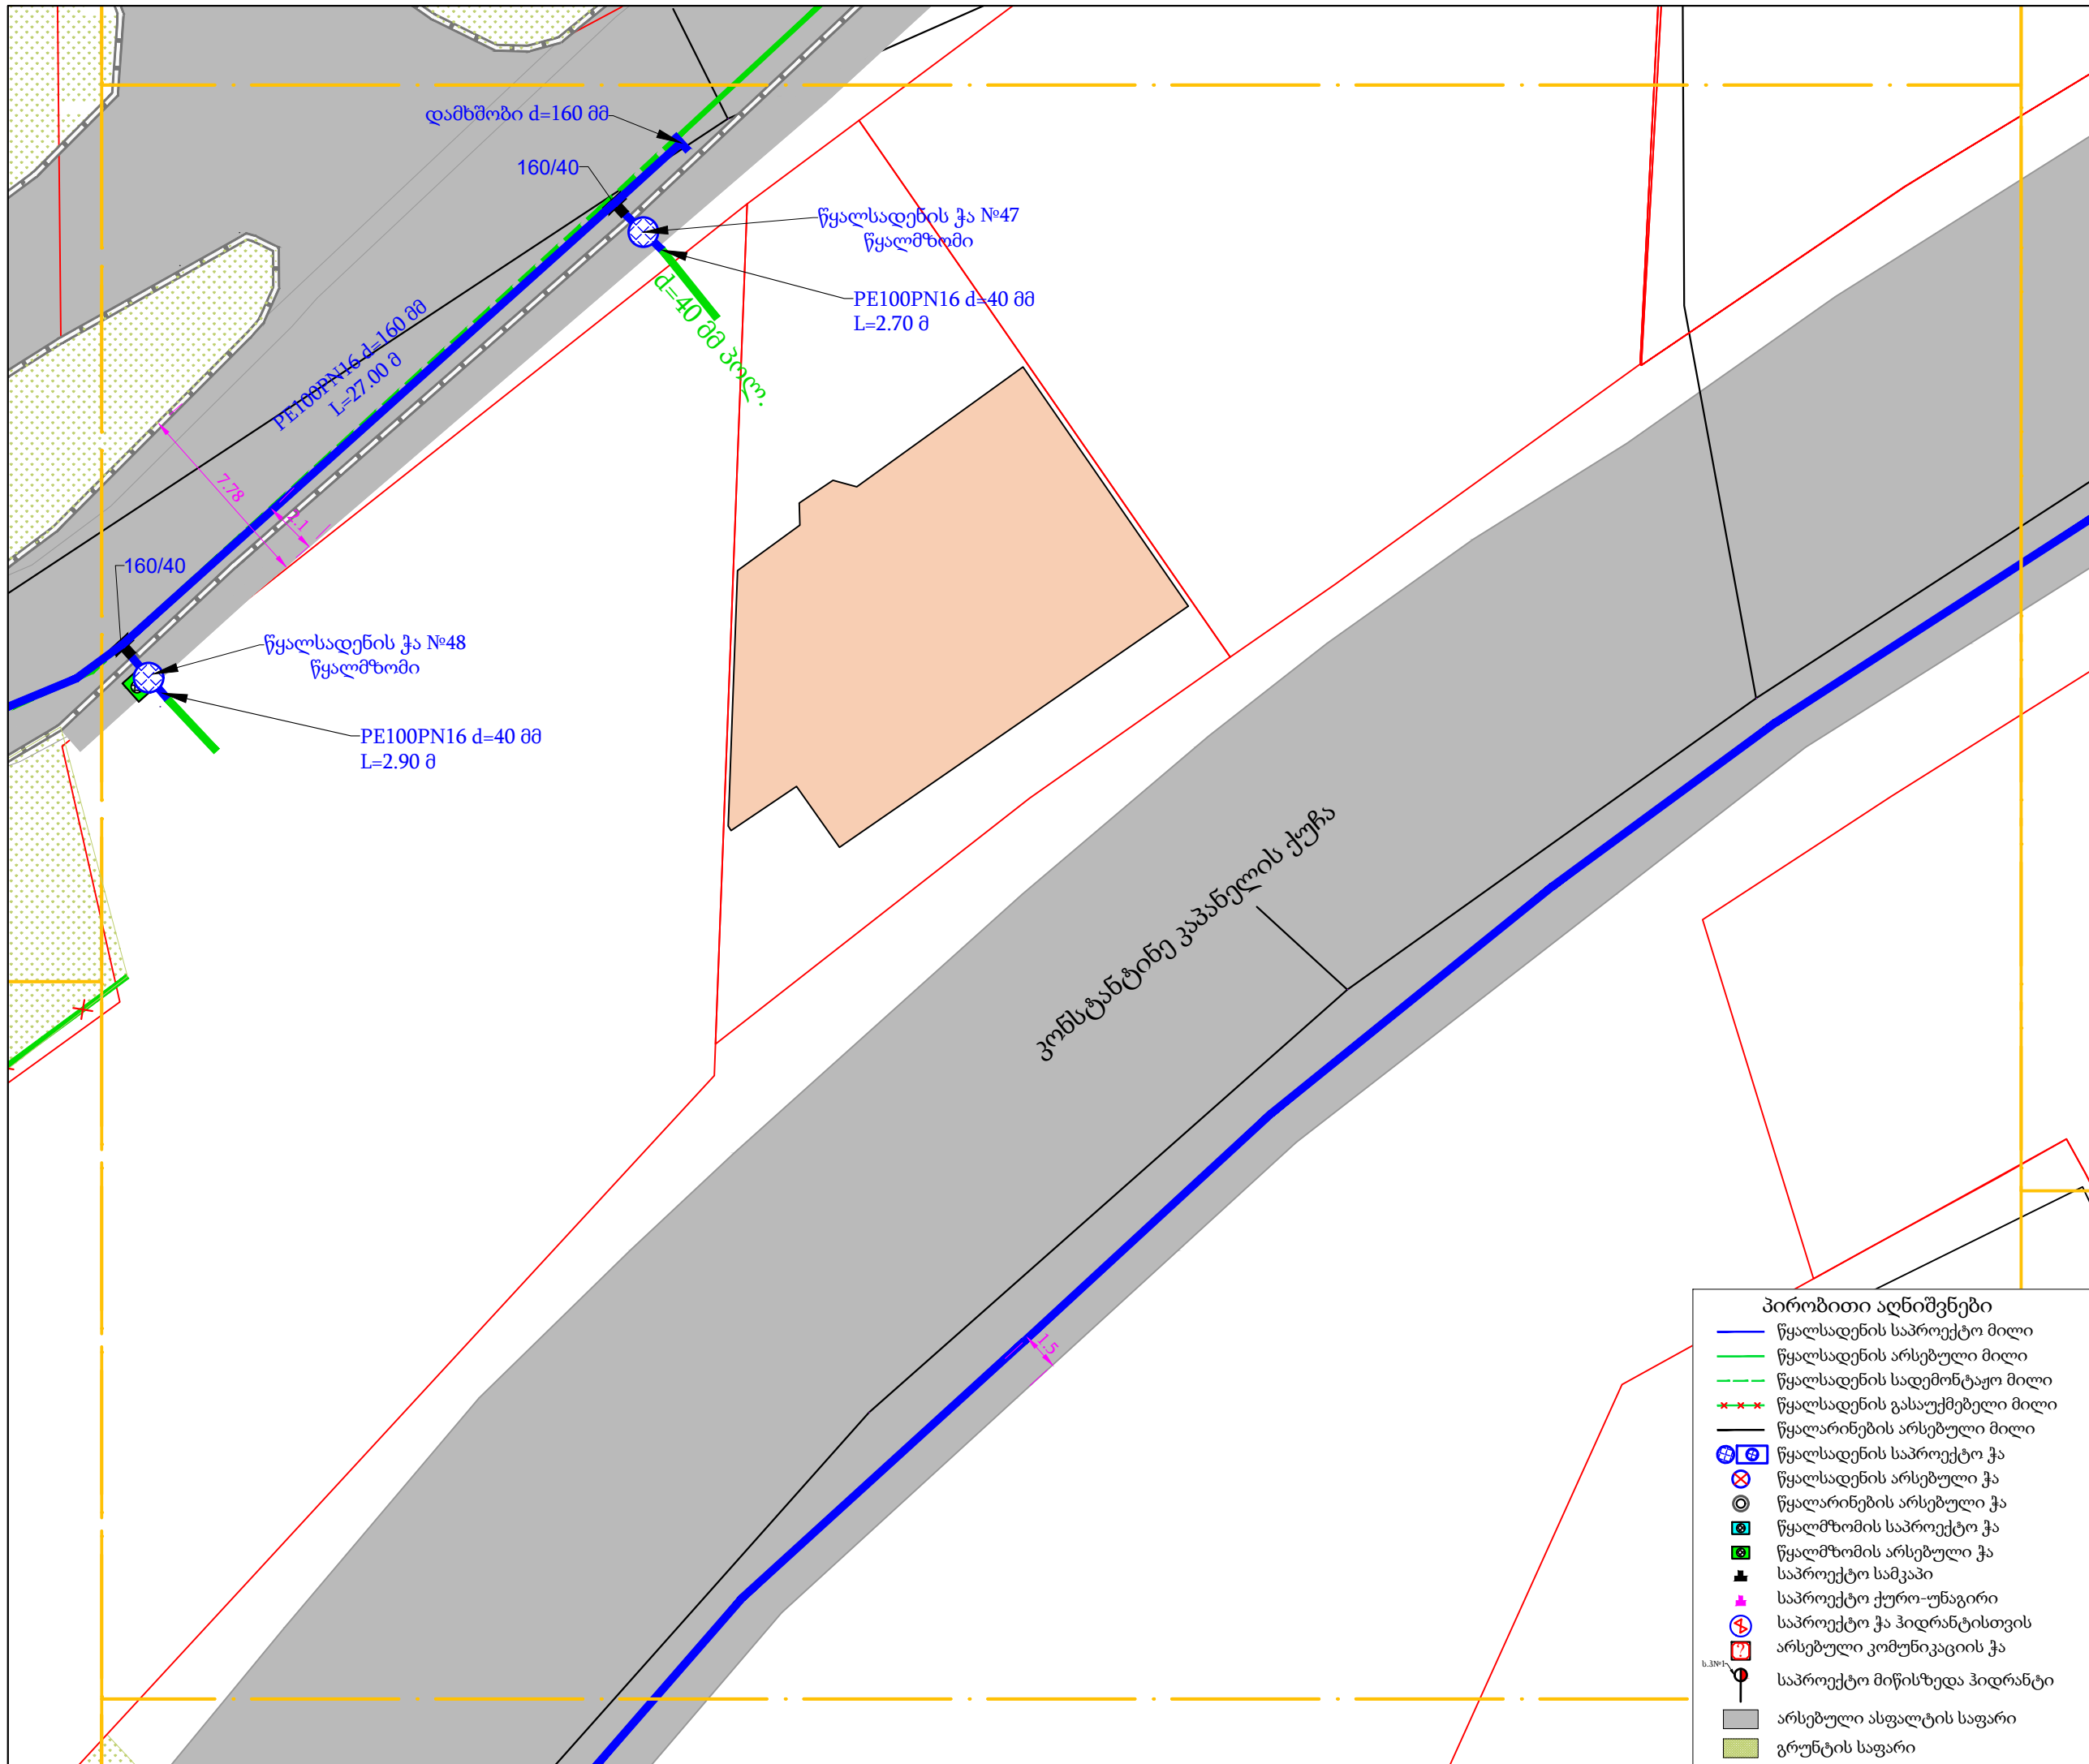 დამხშობი d=160 მმ
160/40
წყალსადენის ჭა №47
წყალმზომი
PE100PN16 d=40 მმ
L=2.70 მ
d=40 მმ პოლ.
PE100PN16 d=160 მმ
L=27.00 მ
7.78
2.1
160/40
წყალსადენის ჭა №48
წყალმზომი
PE100PN16 d=40 მმ
L=2.90 მ
კონსტანტინე კაპანელის ქუჩა
1.5
პირობითი აღნიშვნები
წყალსადენის საპროექტო მილი
წყალსადენის არსებული მილი
წყალსადენის სადემონტაჟო მილი
წყალსადენის გასაუქმებელი მილი
წყალარინების არსებული მილი
წყალსადენის საპროექტო ჭა
წყალსადენის არსებული ჭა
წყალარინების არსებული ჭა
წყალმზომის საპროექტო ჭა
წყალმზომის არსებული ჭა
საპროექტო სამკაპი
საპროექტო ქურო-უნაგირი
საპროექტო ჭა ჰიდრანტისთვის
არსებული კომუნიკაციის ჭა
საპროექტო მიწისზედა ჰიდრანტი
არსებული ასფალტის საფარი
გრუნტის საფარი